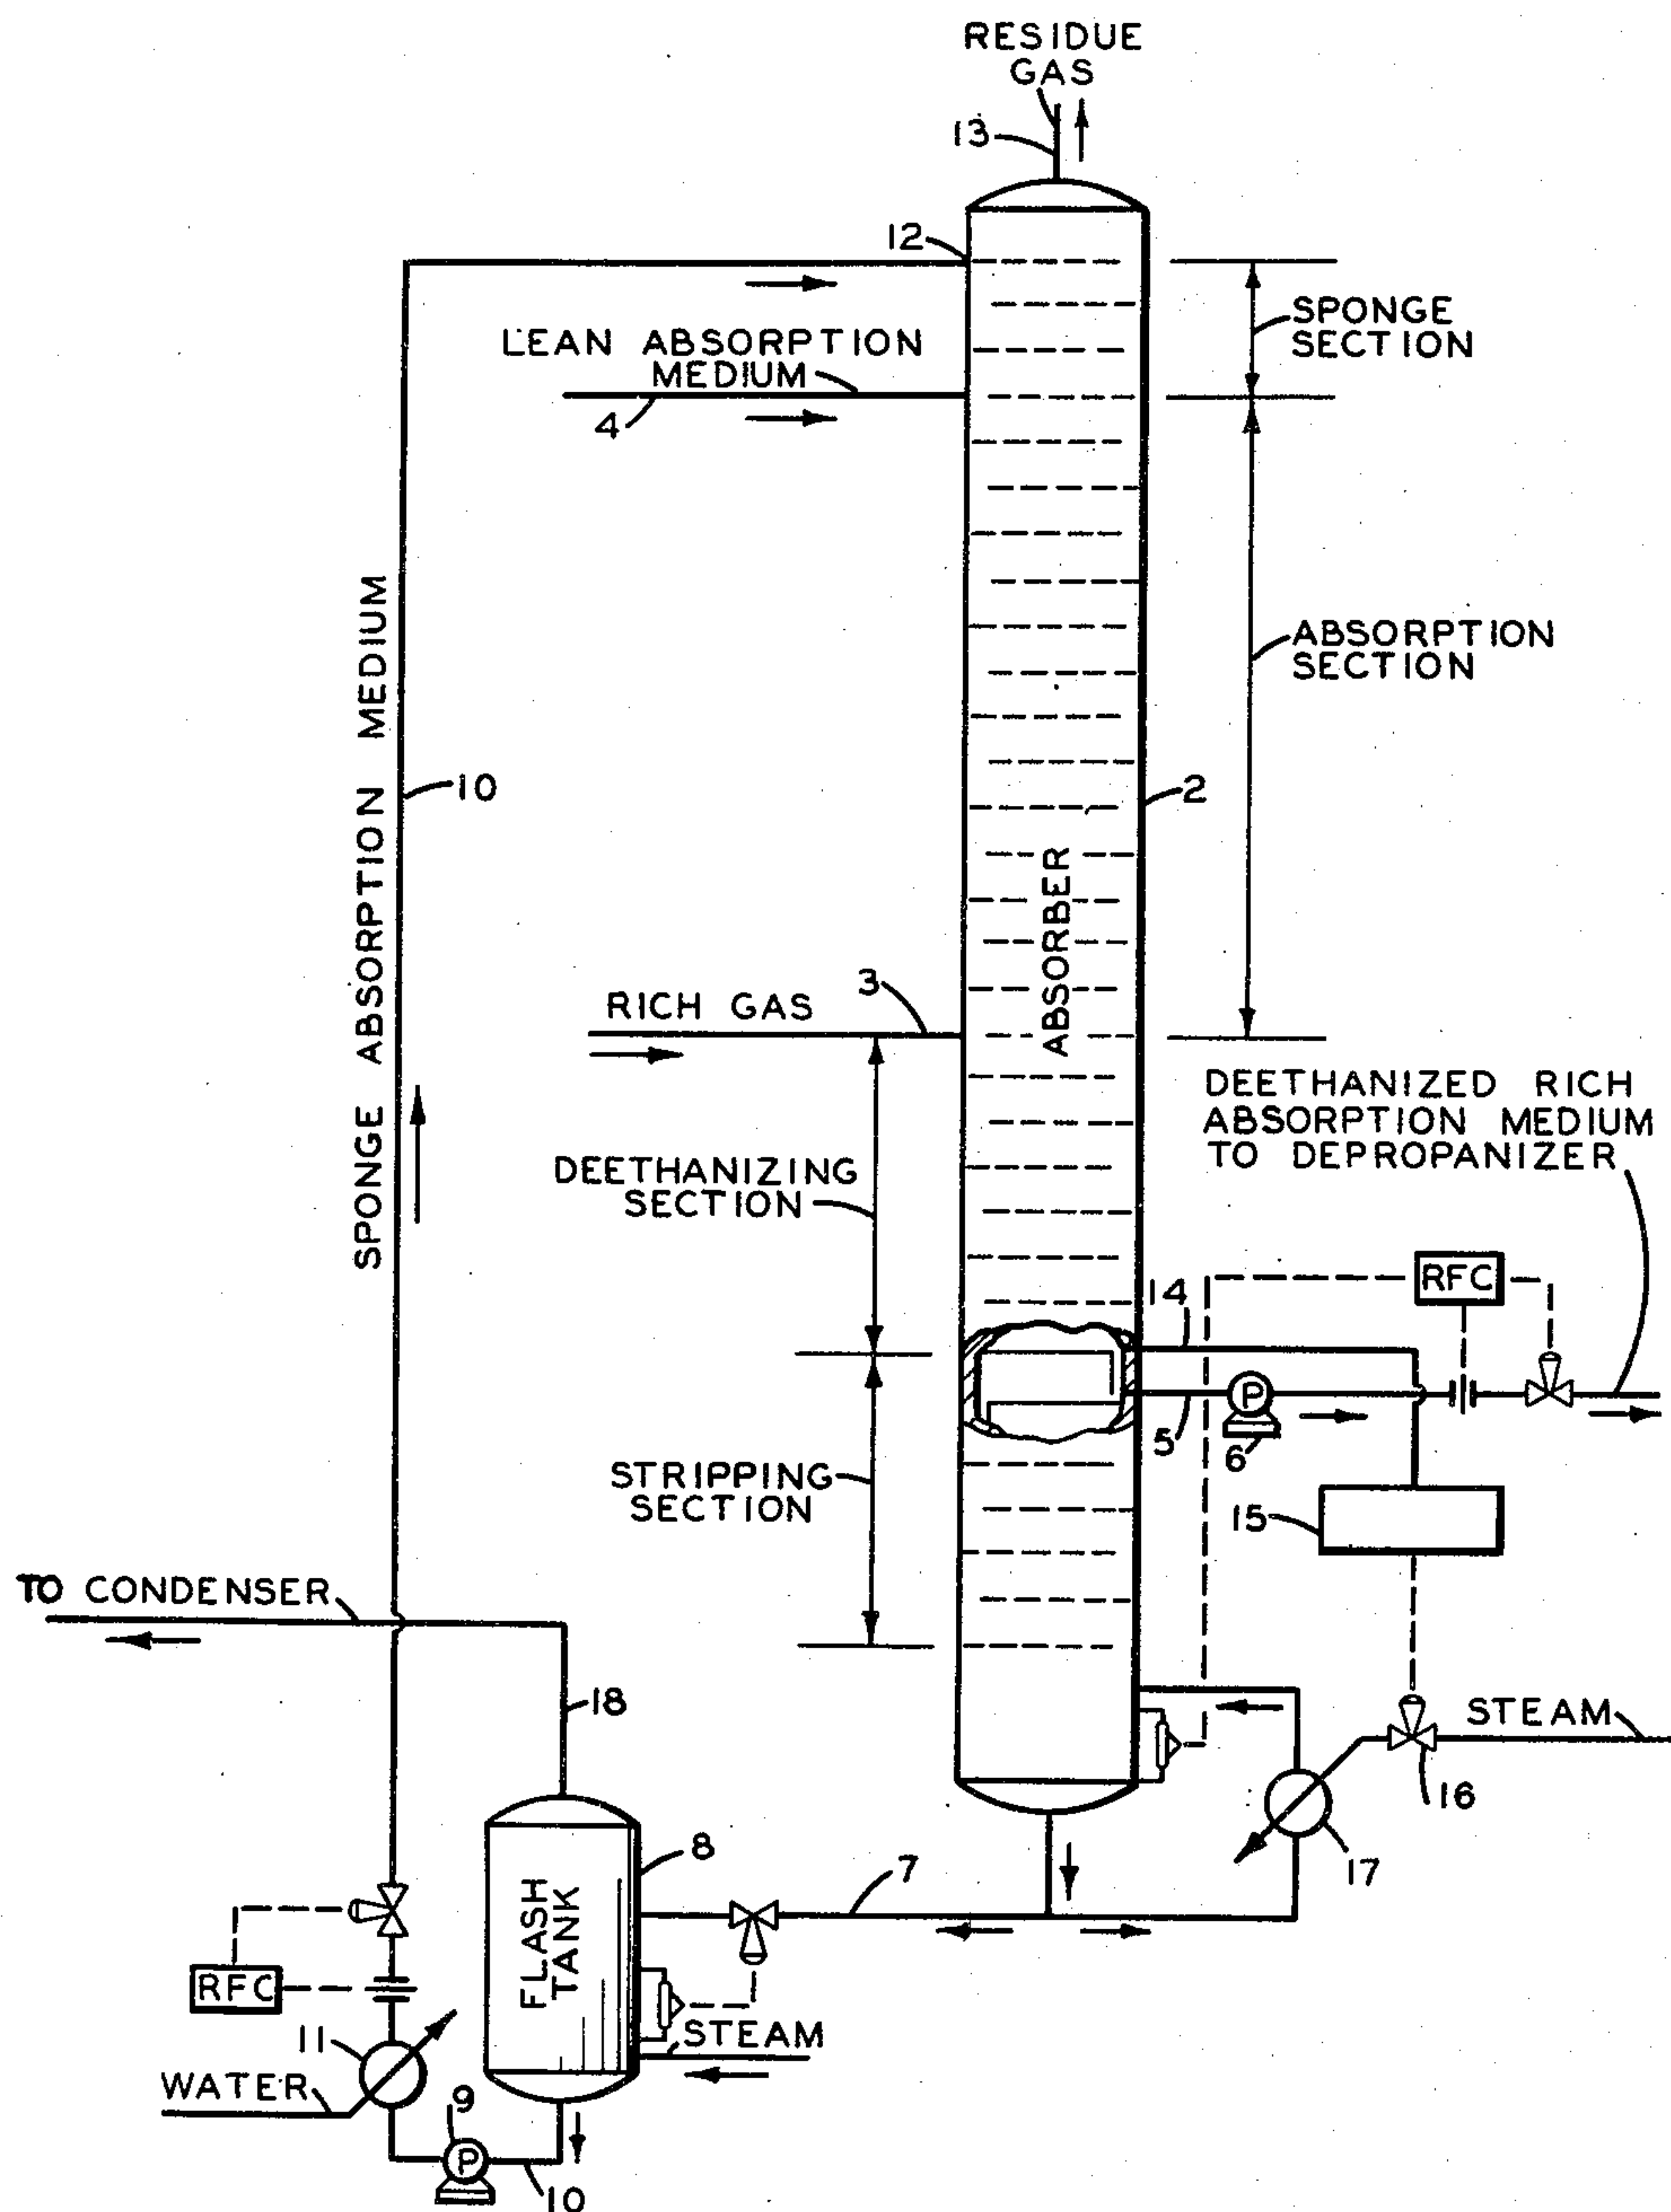 RESIDUE
GAS
13
12
SPONGE
SECTION
LEAN ABSORPTION
MEDIUM
4
SPONGE ABSORPTION MEDIUM
10
ABSORPTION
SECTION
2
ABSORBER
3
RICH GAS
DEETHANIZED RICH
ABSORPTION MEDIUM
TO DEPROPANIZER
DEETHANIZING
SECTION
RFC
14
P
5
6
STRIPPING
SECTION
15
TO CONDENSER
18
STEAM
16
17
8
7
FLASH
TANK
RFC
STEAM
11
WATER
9
P
10